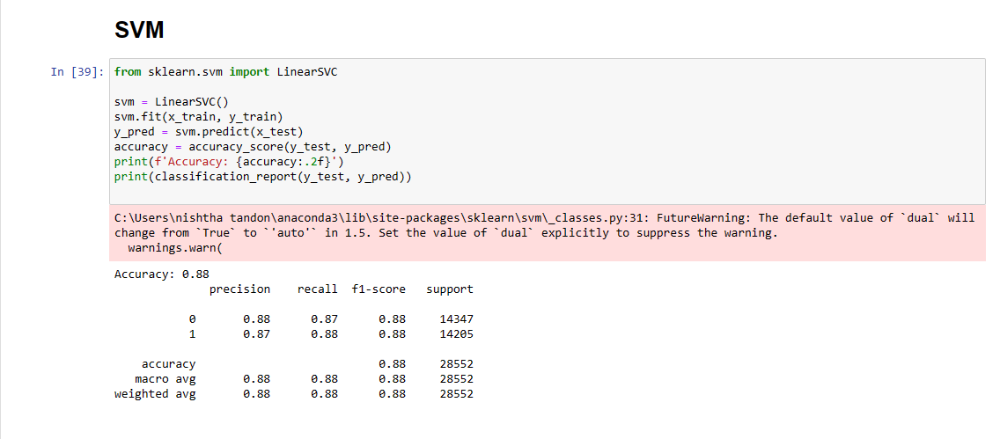 SVM
In [39]: from sklearn.svm import LinearSVC
svm = LinearSVC()
svm.fit(x_train, y_train)
y_pred = svm.predict(x_test)
accuracy = accuracy_score(y_test, y_pred)
print(f'Accuracy: {accuracy:.2f}')
print(classification_report(y_test, y_pred))
C:\Users\nishtha tandon\anaconda3\lib\site-packages\sklearn\svm\_classes.py:31: FutureWarning: The default value of `dual` will
change from `True` to `'auto'` in 1.5. Set the value of `dual` explicitly to suppress the warning.
  warnings.warn(
Accuracy: 0.88
              precision    recall  f1-score   support
           0       0.88      0.87      0.88     14347
           1       0.87      0.88      0.88     14205
    accuracy                           0.88     28552
   macro avg       0.88      0.88      0.88     28552
weighted avg       0.88      0.88      0.88     28552